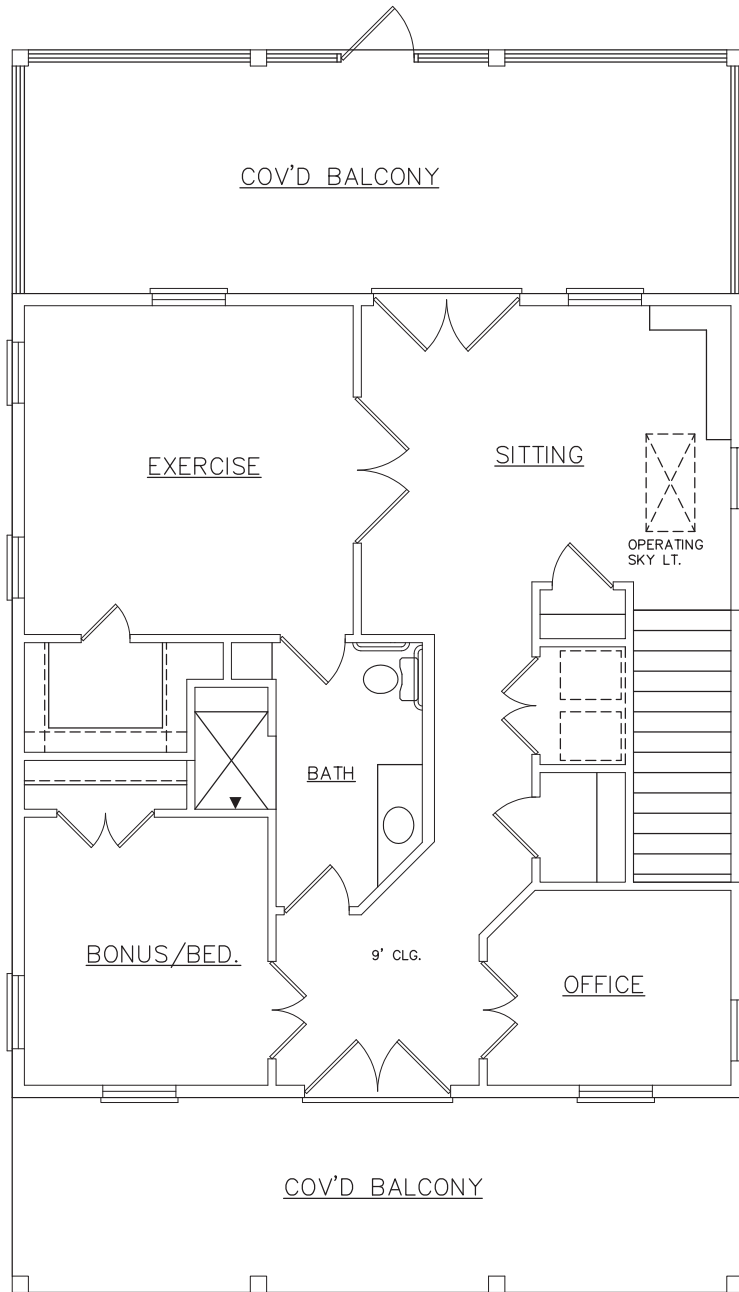 COV'D BALCONY
EXERCISE
SITTING
OPERATING
SKY LT.
BATH
BONUS/BED.
9' CLG.
OFFICE
COV'D BALCONY